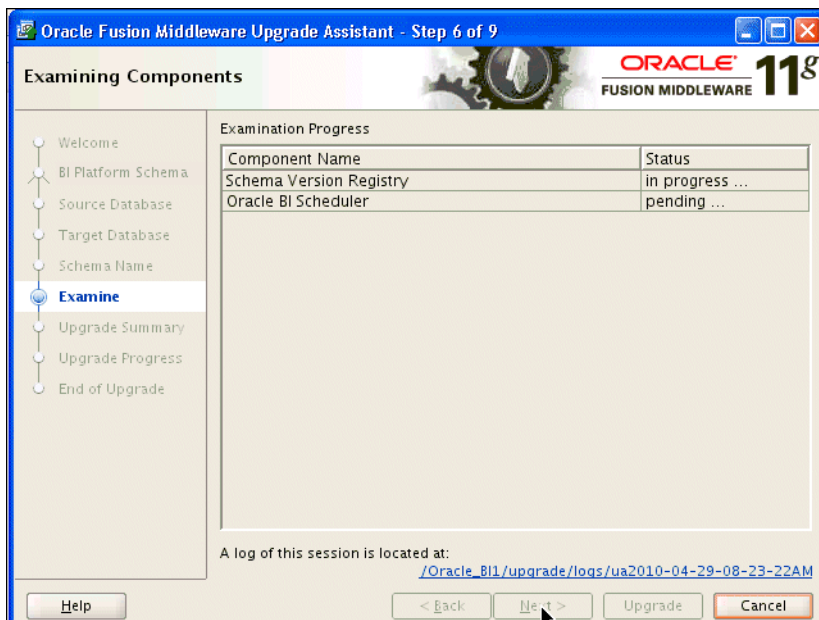 Oracle Fusion Middleware Upgrade Assistant - Step 6 of 9
Examining Components
ORACLE
FUSION MIDDLEWARE 11g
Welcome
BI Platform Schema
Source Database
Target Database
Schema Name
Examine
Upgrade Summary
Upgrade Progress
End of Upgrade
Examination Progress
Component Name Status
Schema Version Registry in progress ...
Oracle BI Scheduler pending ...
A log of this session is located at:
/Oracle_BI1/upgrade/logs/ua2010-04-29-08-23-22AM
Help < Back Next > Upgrade Cancel